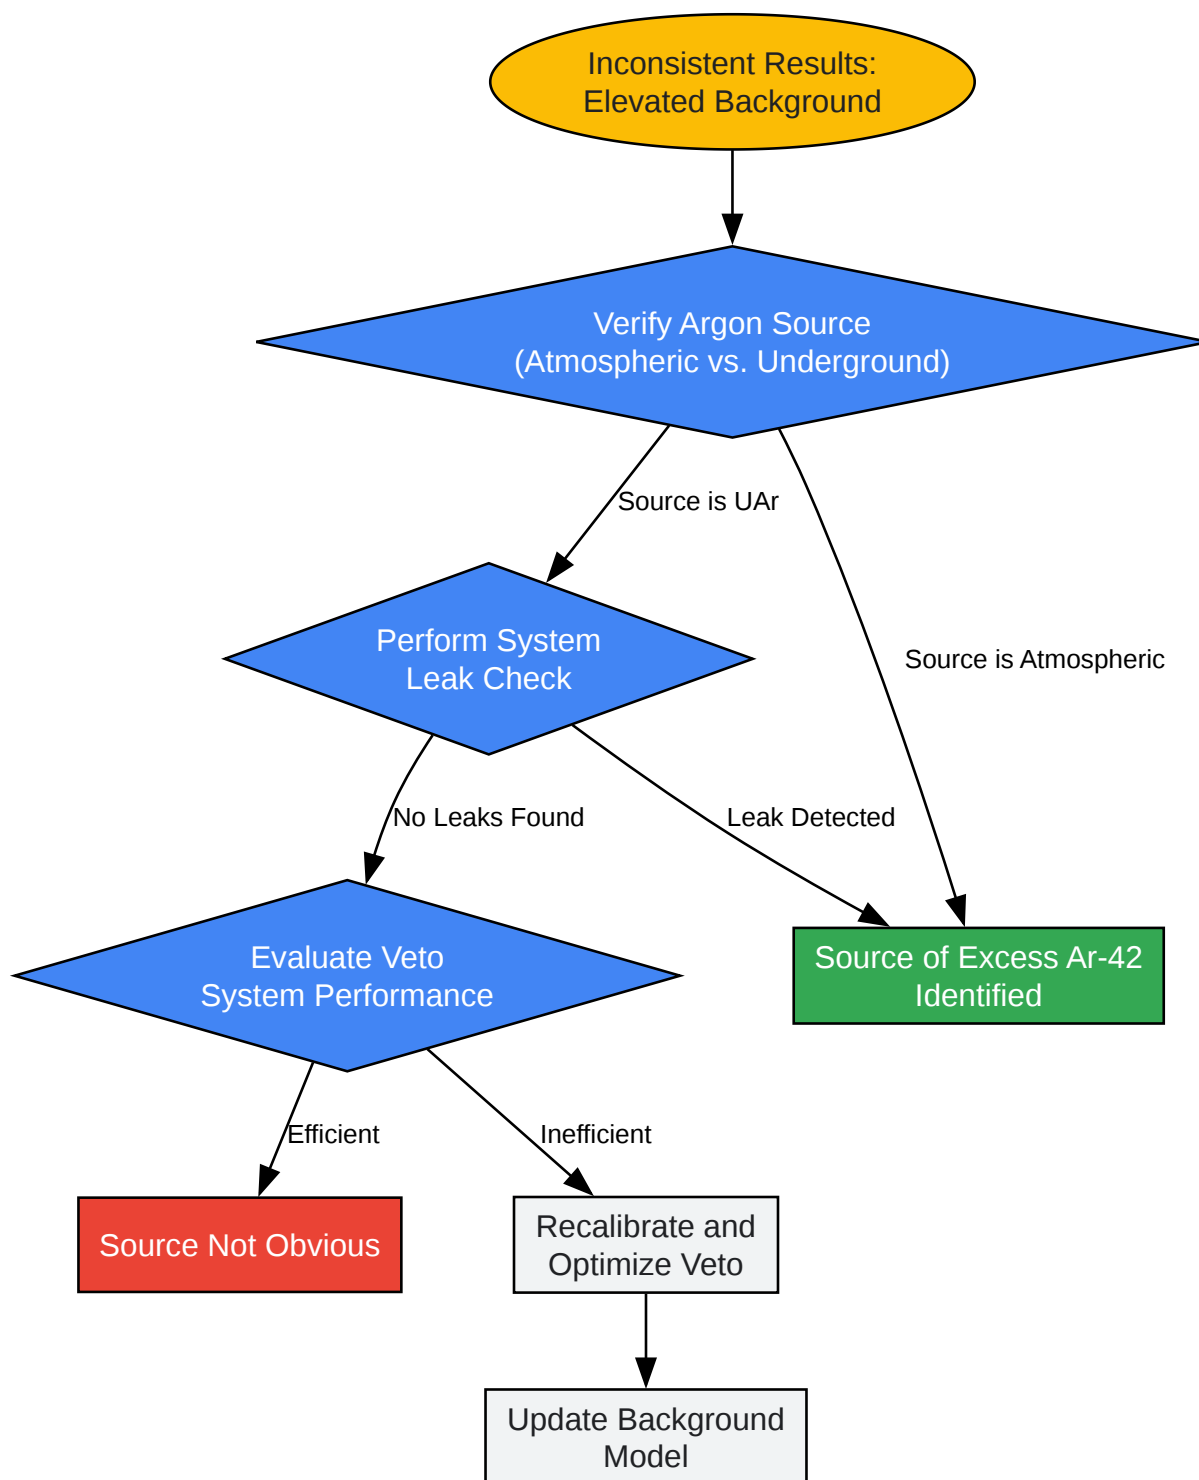 Inconsistent Results:
Elevated Background
Verify Argon Source
(Atmospheric vs. Underground)
Source is UAr
Perform System
Leak Check
Source is Atmospheric
No Leaks Found
Leak Detected
Evaluate Veto
System Performance
Source of Excess Ar-42
Identified
Efficient
Inefficient
Source Not Obvious
Recalibrate and
Optimize Veto
Update Background
Model